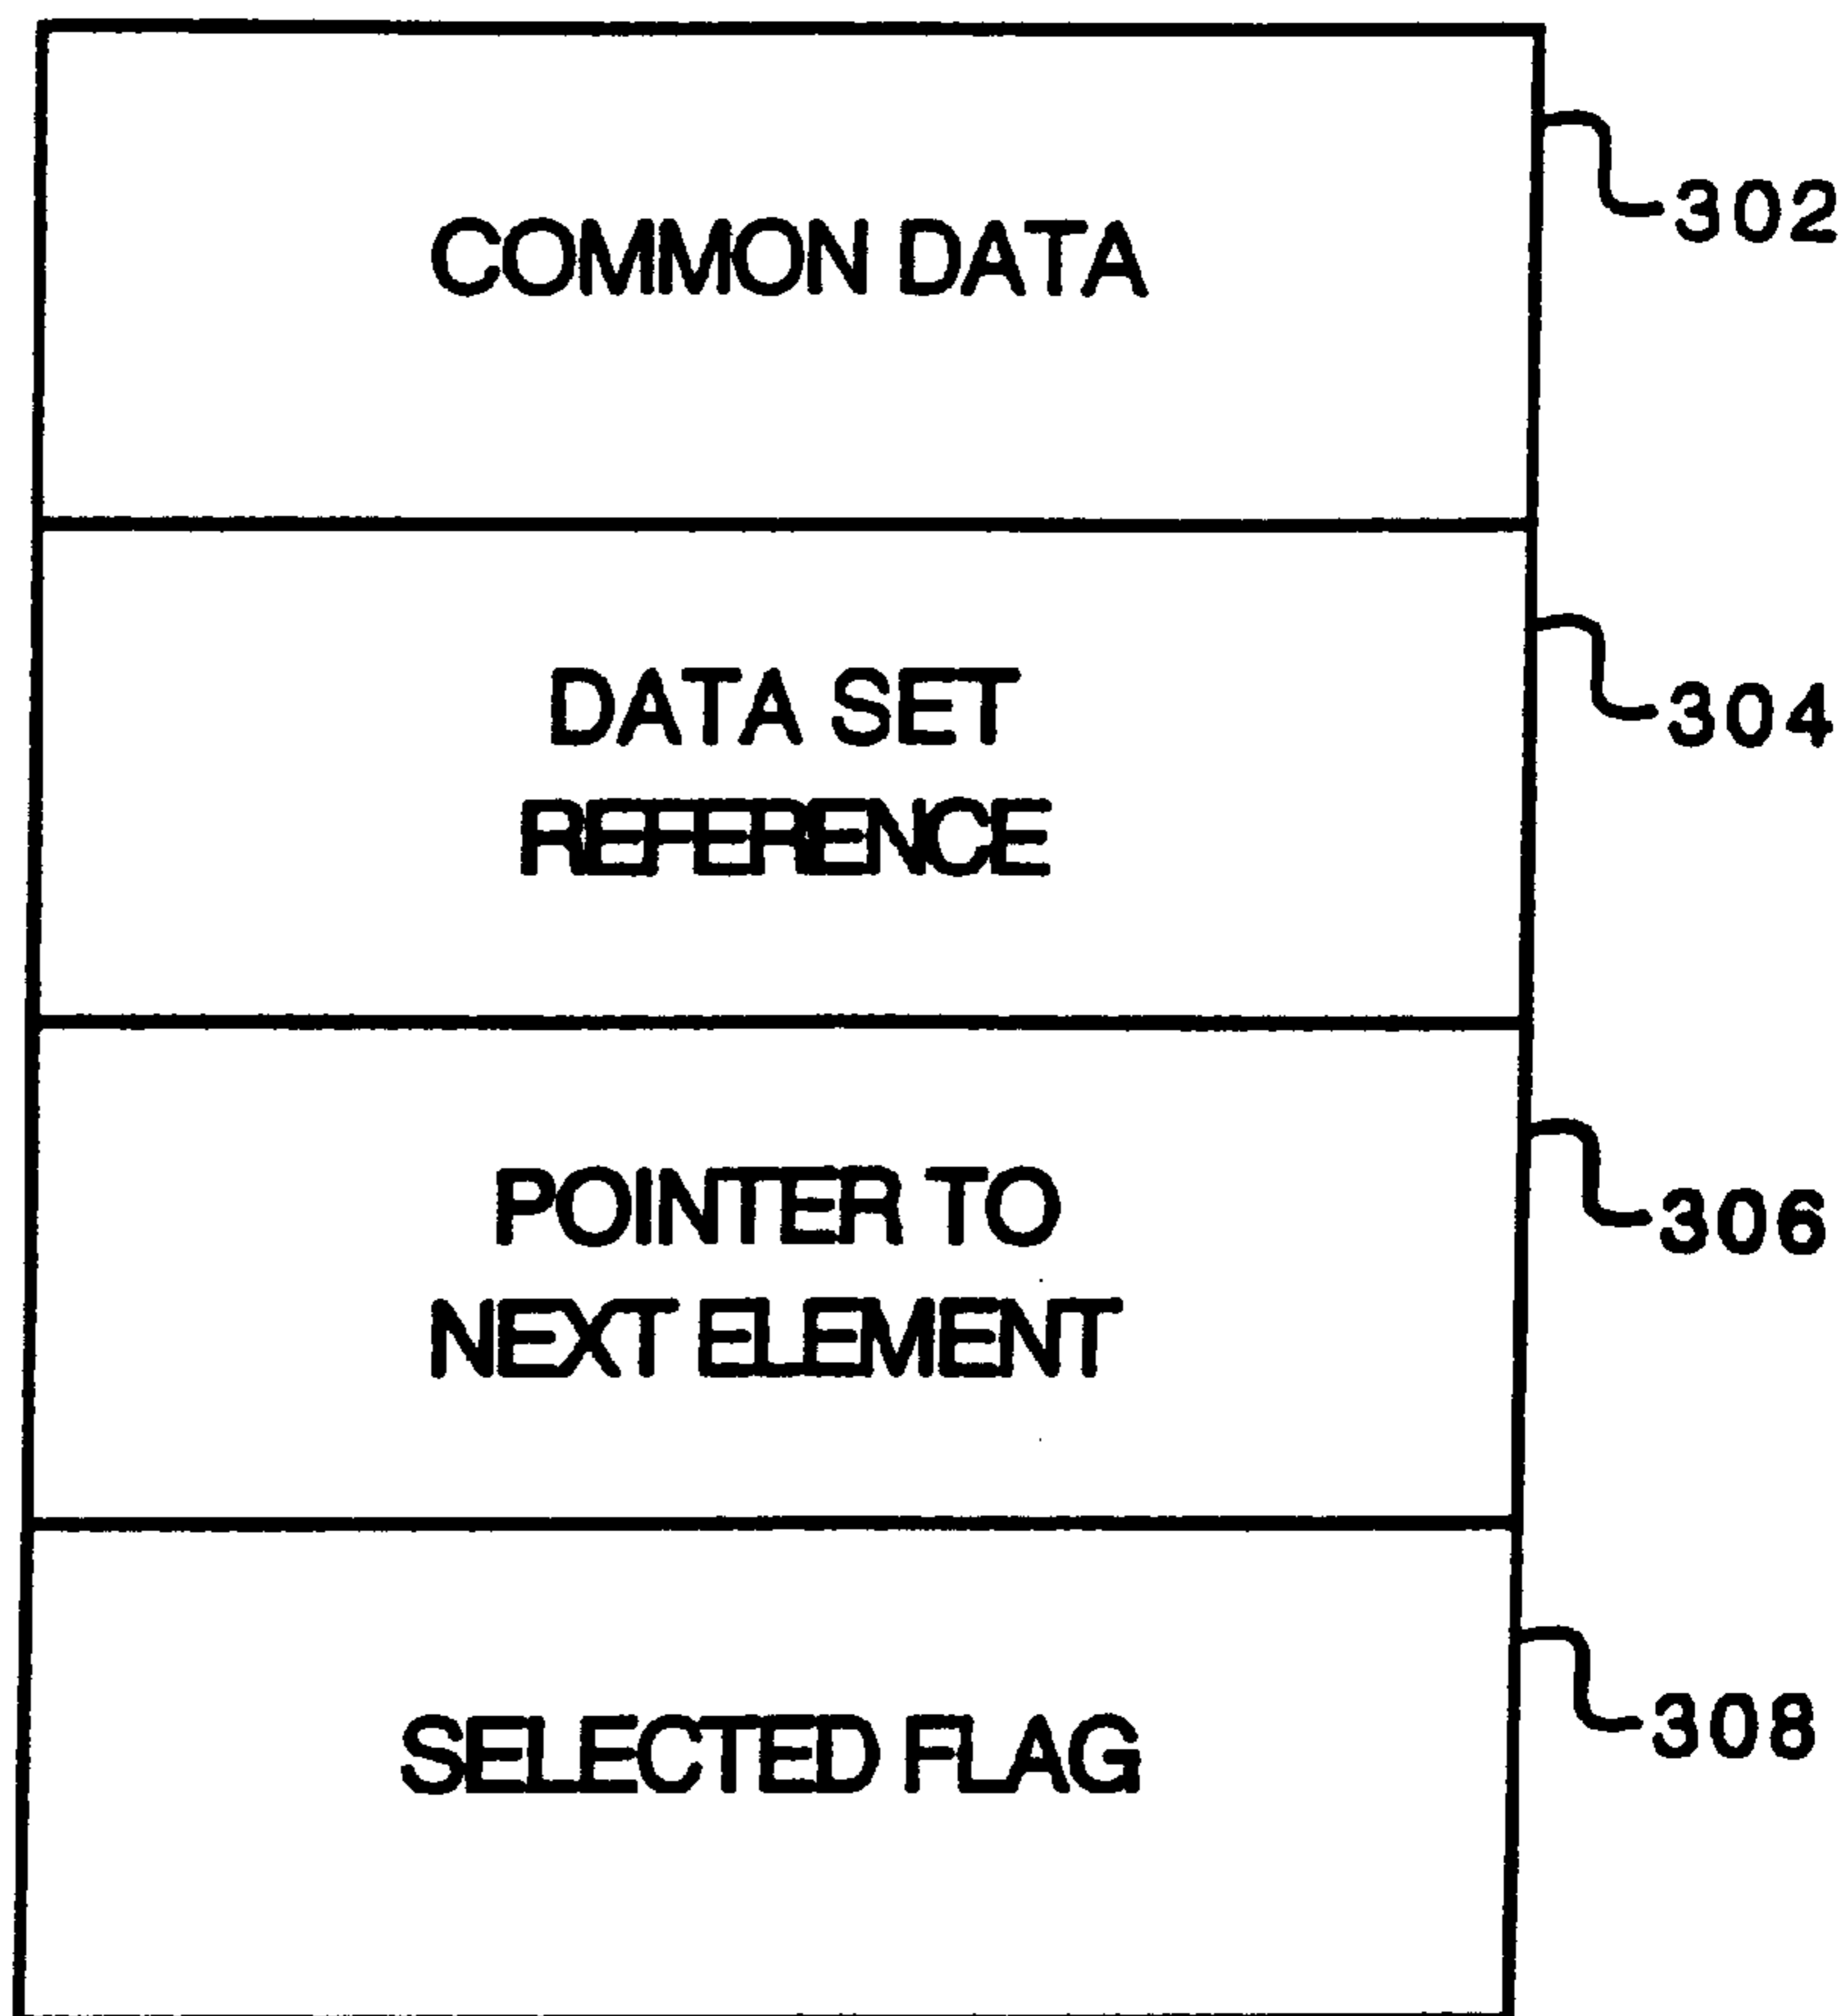 COMMON DATA
302
DATA SET
REFERENCE
304
POINTER TO
NEXT ELEMENT
306
SELECTED FLAG
308